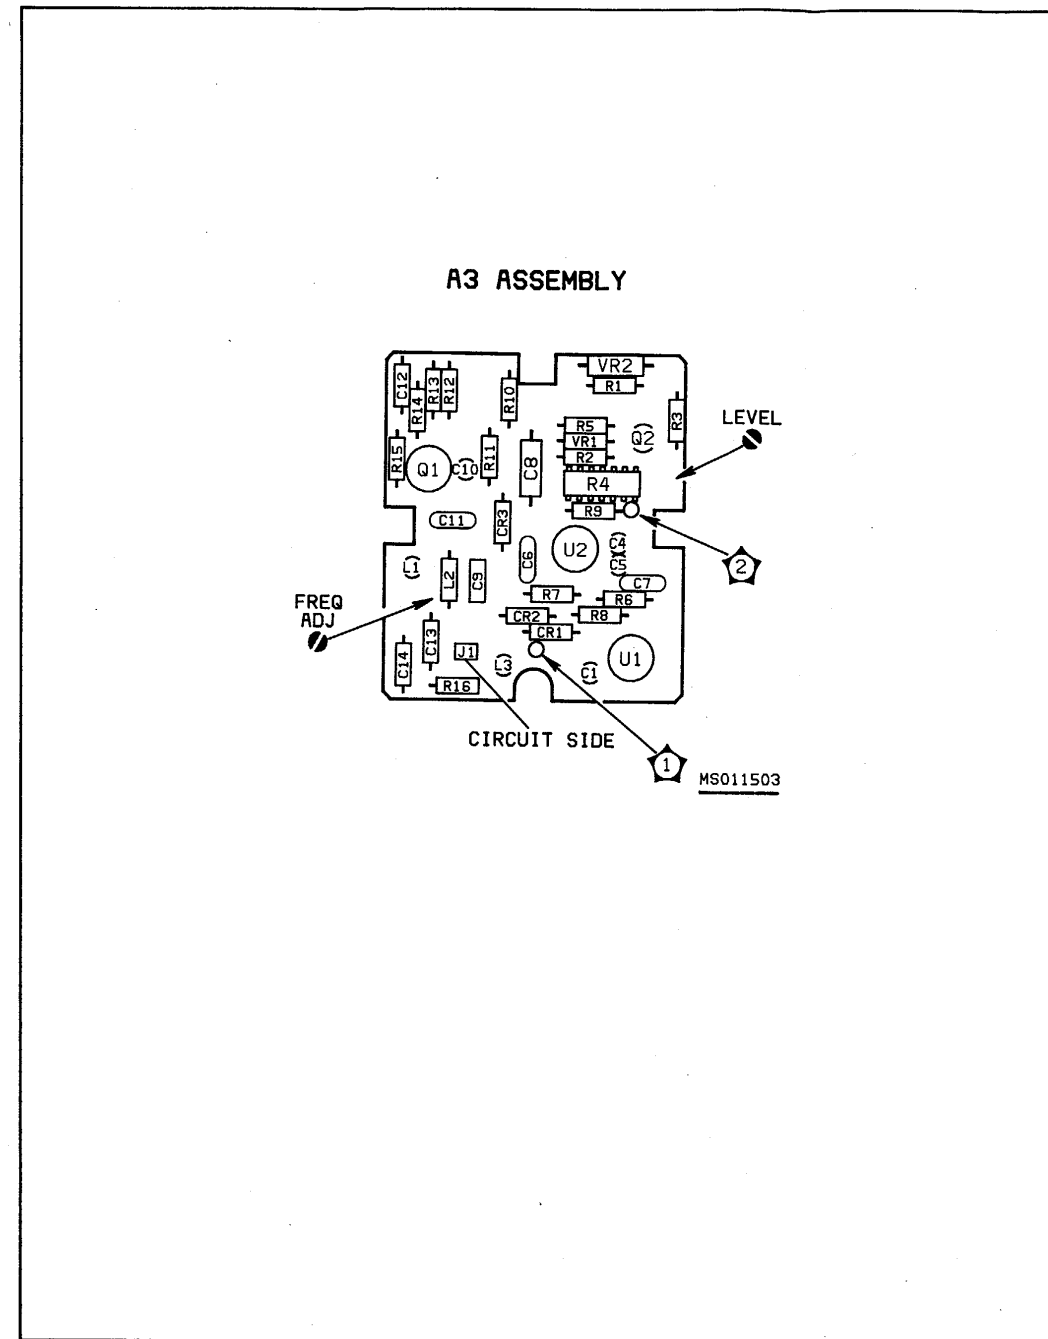 A3 ASSEMBLY
VR2
R1
C12
R14
R13
R12
R10
R3
LEVEL
R5
VR1
R2
Q2
R15
Q1
C10
R11
C8
R4
R9
C11
CR3
C6
U2
C4
C5
2
L1
L2
C9
C7
R7
R6
FREQ
ADJ
CR2
R8
CR1
C13
C14
J1
L3
C1
U1
R16
CIRCUIT SIDE
1
MS011503